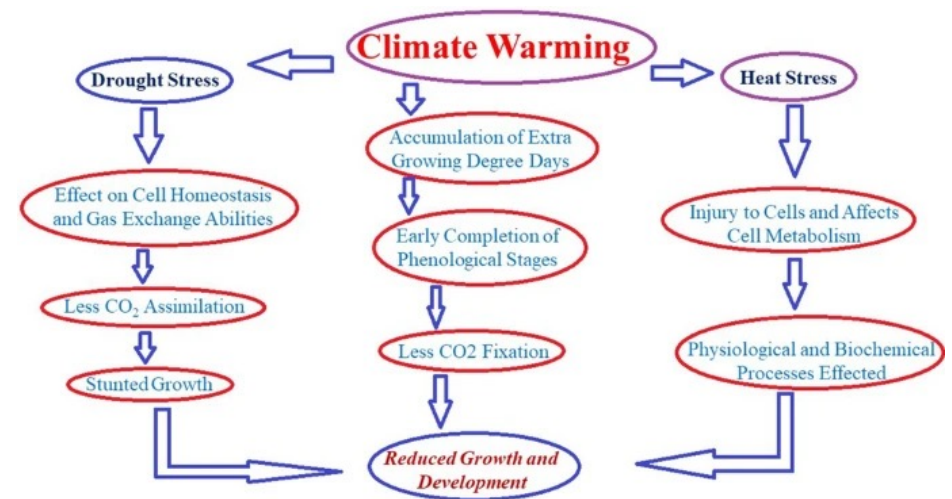 Climate Warming
Drought Stress
Heat Stress
Accumulation of Extra
Growing Degree Days
Effect on Cell Homeostasis
and Gas Exchange Abilities
Injury to Cells and Affects
Cell Metabolism
Early Completion of
Phenological Stages
Less CO₂ Assimilation
Less CO2 Fixation
Physiological and Biochemical
Processes Effected
Stunted Growth
Reduced Growth and
Development